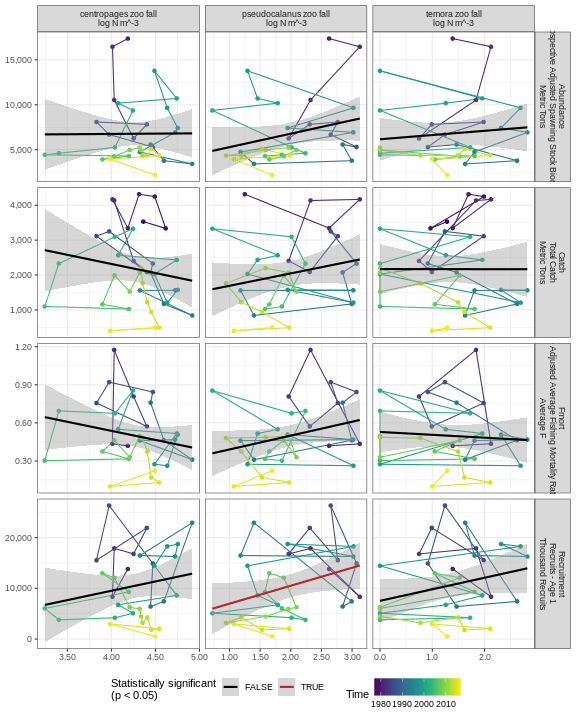 centropages zoo fall
log N m^-3
pseudocalanus zoo fall
log N m^-3
temora zoo fall
log N m^-3
15,000
10,000
5,000
Abundance
Adjusted Spawning Stock
Metric Tons
4,000
3,000
2,000
1,000
Catch
Total Catch
Metric Tons
1.20
0.90
0.60
0.30
Fmort
Adjusted Average Fishing Mortality
Average F
20,000
10,000
0
Recruitment
Recruits - Age 1
Thousand Recruits
3.50 4.00 4.50 5.00
1.00 1.50 2.00 2.50 3.00
0.0 1.0 2.0
Statistically significant
(p < 0.05)
FALSE
TRUE
Time
1980 1990 2000 2010